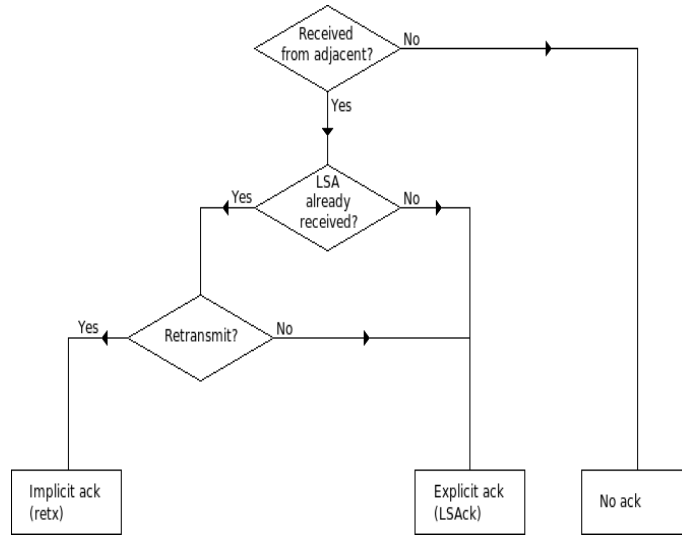 Received
from adjacent?
No
Yes
LSA
already
received?
Yes
No
Retransmit?
Yes
No
Implicit ack
(retx)
Explicit ack
(LSAck)
No ack